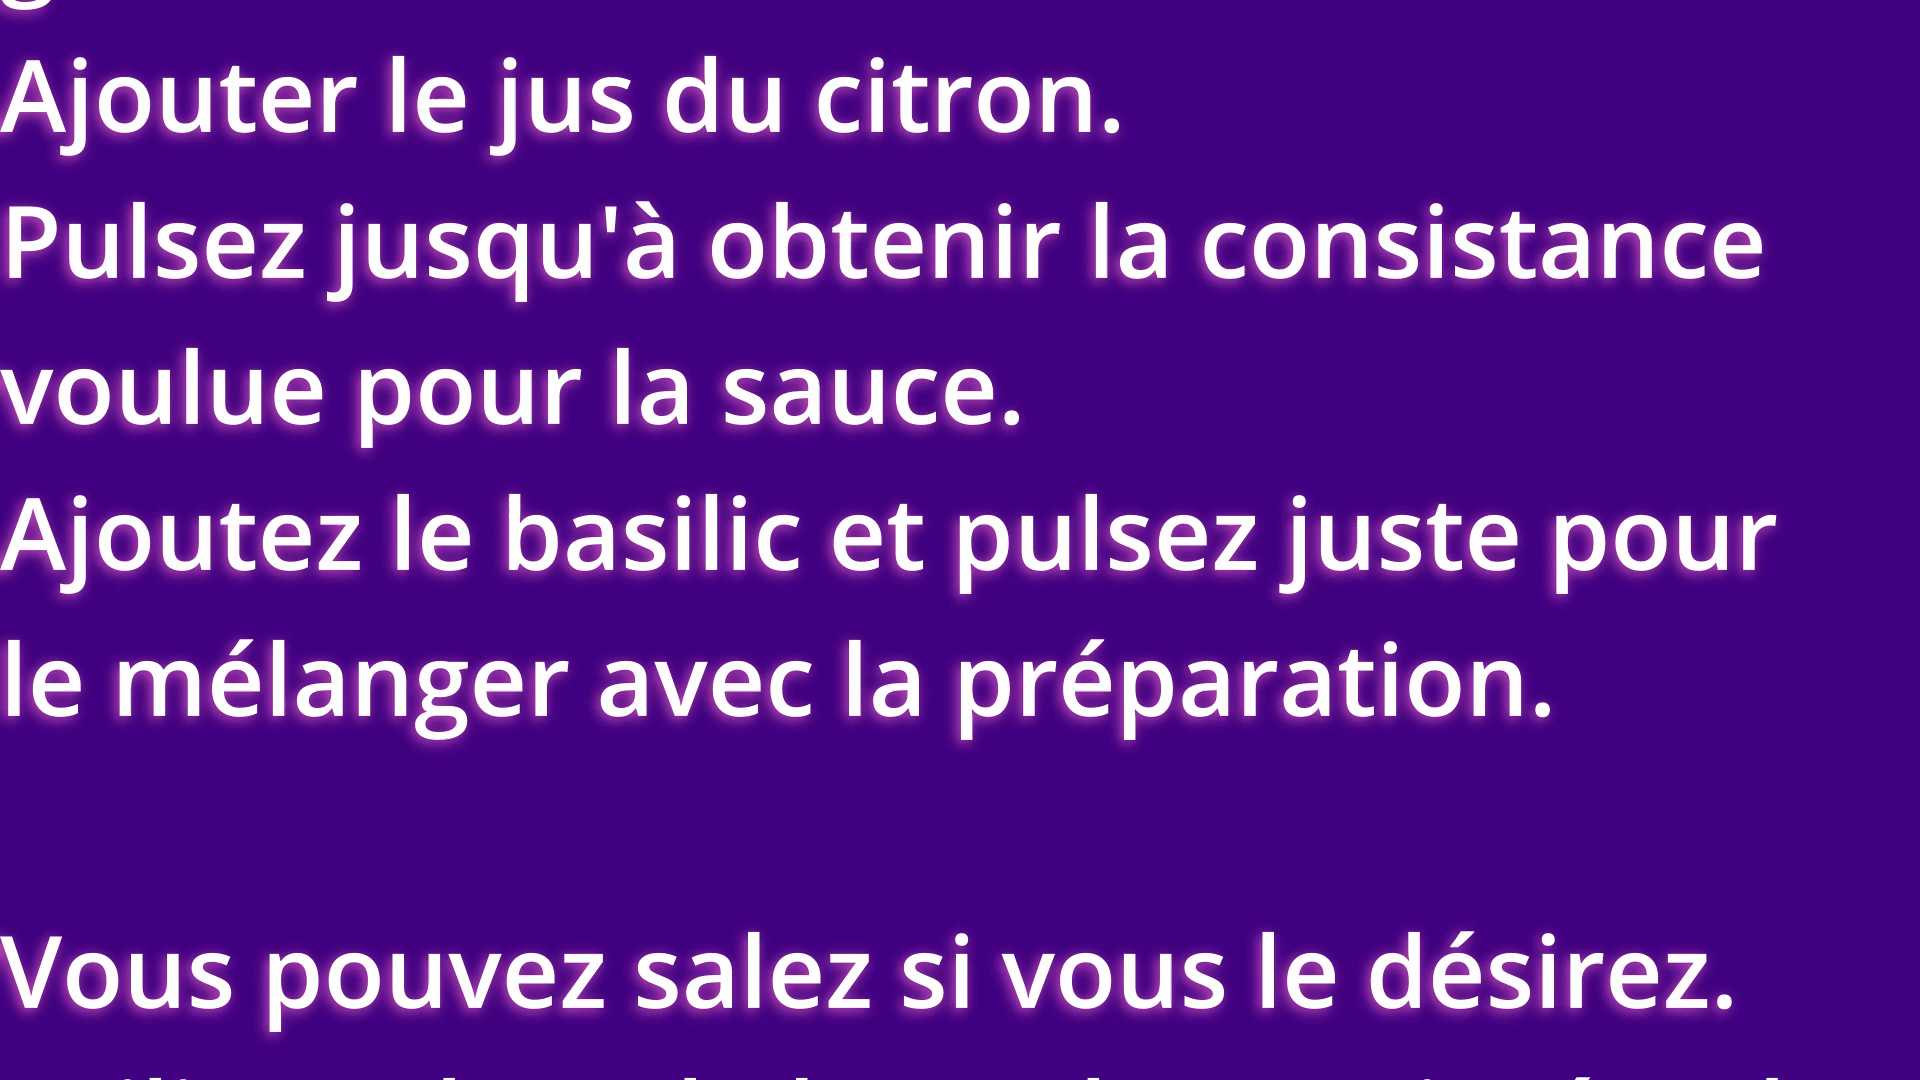 Ajouter le jus du citron.
Pulsez jusqu'à obtenir la consistance
voulue pour la sauce.
Ajoutez le basilic et pulsez juste pour
le mélanger avec la préparation.
Vous pouvez salez si vous le désirez.